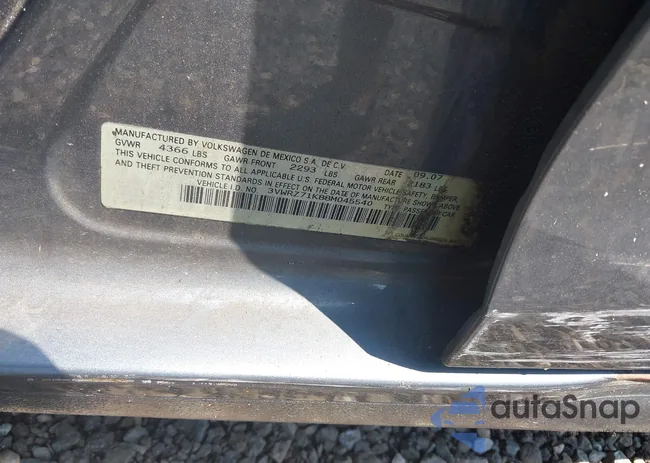 MANUFACTURED BY VOLKSWAGEN DE MEXICO S.A. DE C.V. DATE 09.07
GVWR 4366 LBS GAWR FRONT 2293 LBS GAWR REAR 2183 LBS
THIS VEHICLE CONFORMS TO ALL APPLICABLE U.S. FEDERAL MOTOR VEHICLE SAFETY, BUMPER,
AND THEFT PREVENTION STANDARDS IN EFFECT ON THE DATE OF MANUFACTURE SHOWN ABOVE
VEHICLE I.D. NO. 3VWRZ71K88M045540 TYPE: PASSENGER CAR
autaSnap